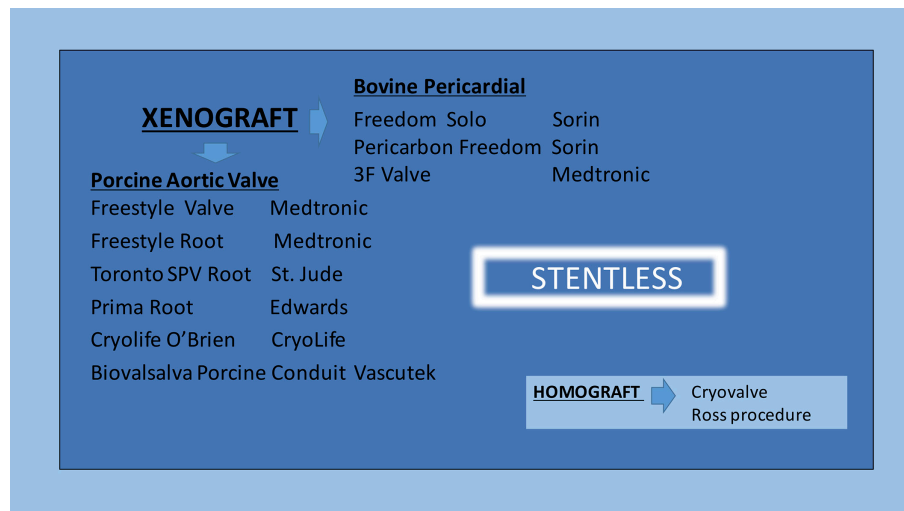 XENOGRAFT
Bovine Pericardial
Freedom Solo Sorin
Pericarbon Freedom Sorin
3F Valve Medtronic
Porcine Aortic Valve
Freestyle Valve Medtronic
Freestyle Root Medtronic
Toronto SPV Root St. Jude
Prima Root Edwards
Cryolife O’Brien CryoLife
Biovalsalva Porcine Conduit Vascutek
STENTLESS
HOMOGRAFT Cryovalve
Ross procedure